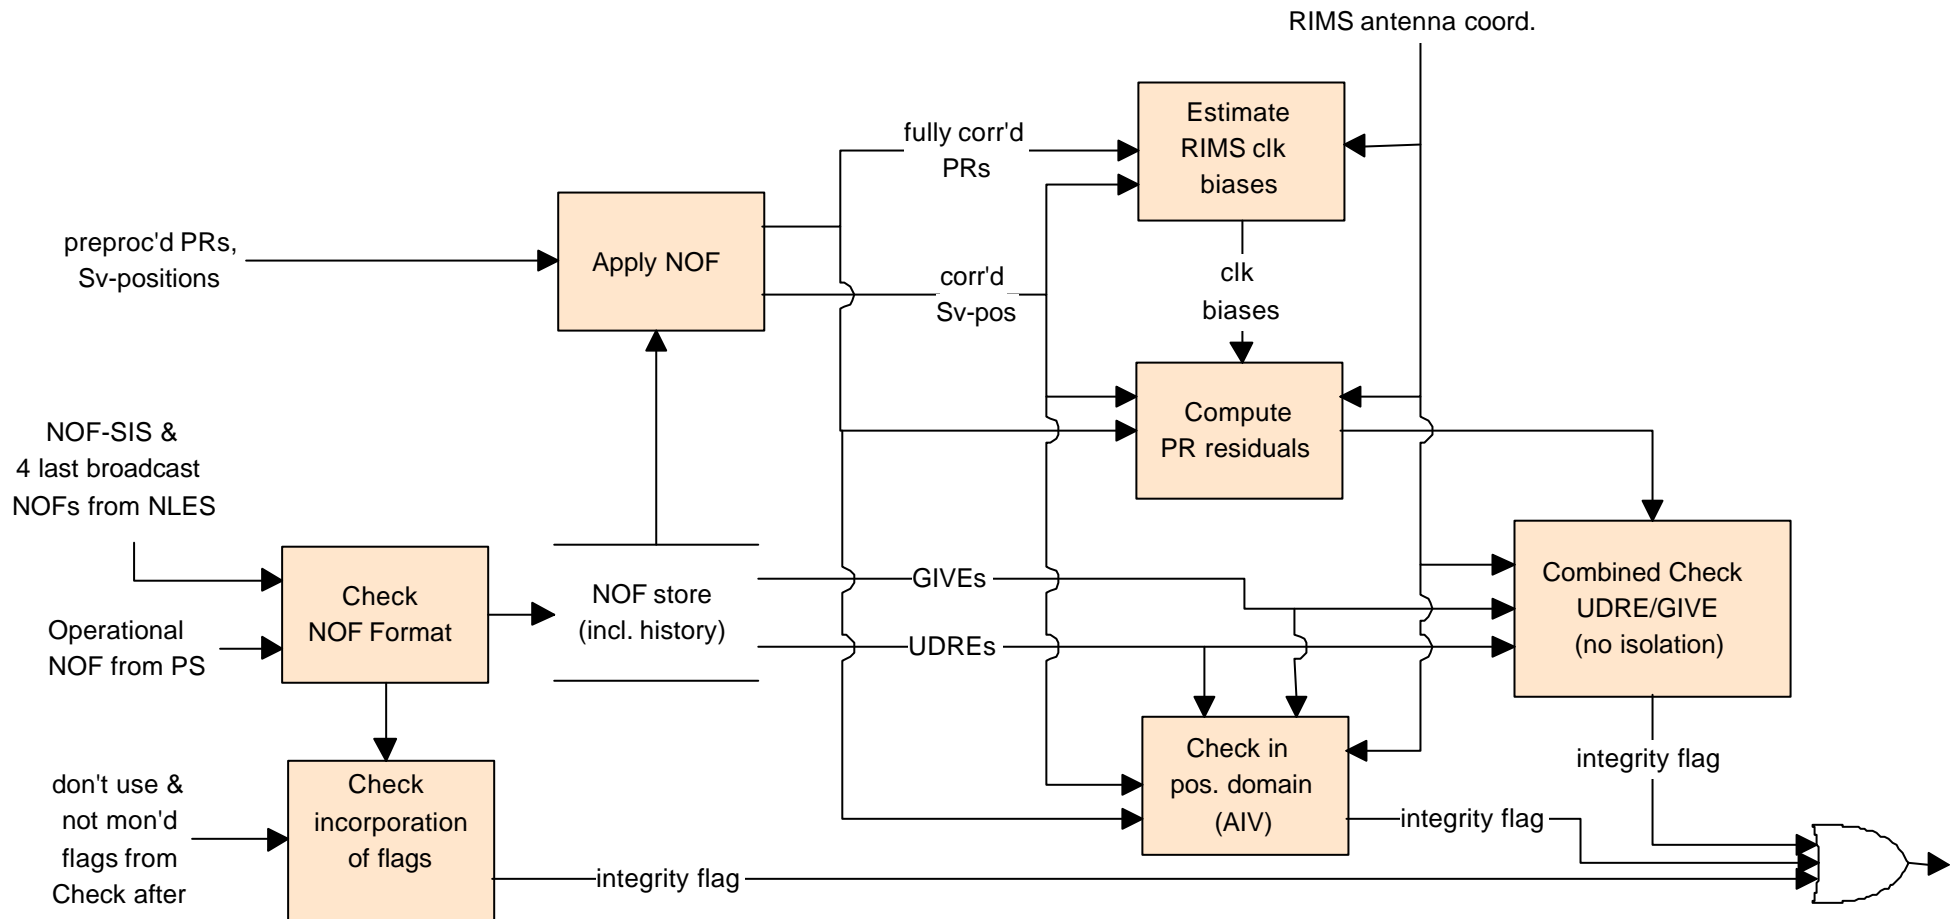 RIMS antenna coord.
Estimate
RIMS clk
biases
fully corr'd
PRs
preproc'd PRs,
Sv-positions
Apply NOF
corr'd
Sv-pos
clk
biases
Compute
PR residuals
NOF-SIS &
4 last broadcast
NOFs from NLES
Operational
NOF from PS
Check
NOF Format
NOF store
(incl. history)
GIVEs
UDREs
Combined Check
UDRE/GIVE
(no isolation)
Check in
pos. domain
(AIV)
integrity flag
integrity flag
don't use &
not mon'd
flags from
Check after
Check
incorporation
of flags
integrity flag